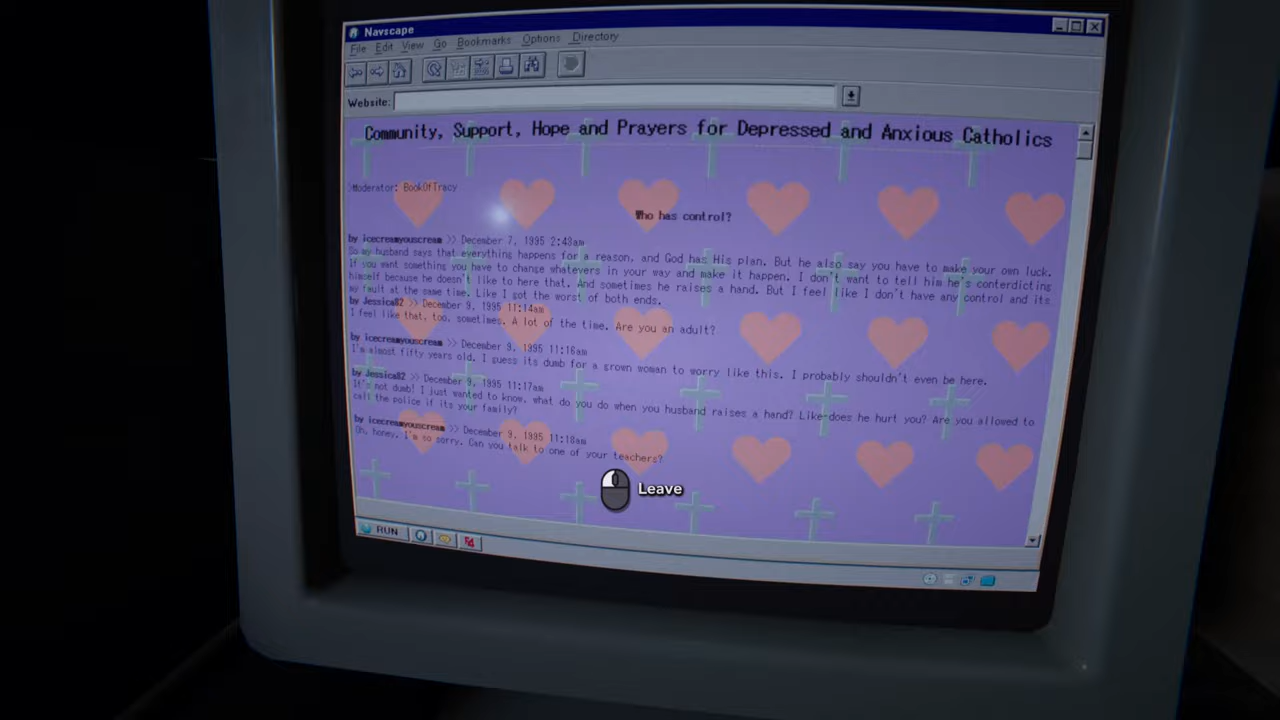 Navscape
File Edit View Go Bookmarks Options Directory
Website:
Community, Support, Hope and Prayers for Depressed and Anxious Catholics
>Moderator: BookOfTracy
Who has control?
by icecreamyouscream >> December 7, 1995 2:43am
So my husband says that everything happens for a reason, and God has His plan. But he also say you have to make your own luck.
If you want something you have to change whatevers in your way and make it happen. I don't want to tell him he's conterdicting
himself because he doesn't like to here that. And sometimes he raises a hand. But I feel like I don't have any control and its
my fault at the same time. Like I got the worst of both ends.
by Jessica82 >> December 9, 1995 11:14am
I feel like that, too, sometimes. A lot of the time. Are you an adult?
by icecreamyouscream >> December 9, 1995 11:16am
I'm almost fifty years old. I guess its dumb for a grown woman to worry like this. I probably shouldn't even be here.
by Jessica82 >> December 9, 1995 11:17am
It's not dumb! I just wanted to know, what do you do when you husband raises a hand? Like does he hurt you? Are you allowed to
call the police if its your family?
by icecreamyouscream >> December 9, 1995 11:18am
Oh, honey, I'm so sorry. Can you talk to one of your teachers?
Leave
RUN